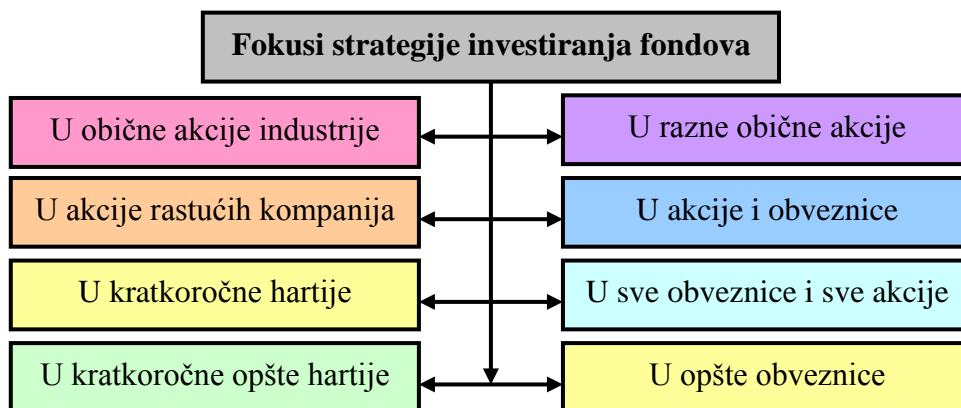 Fokusi strategije investiranja fondova
U obične akcije industrije
U razne obične akcije
U akcije rastućih kompanija
U akcije i obveznice
U kratkoročne hartije
U sve obveznice i sve akcije
U kratkoročne opšte hartije
U opšte obveznice